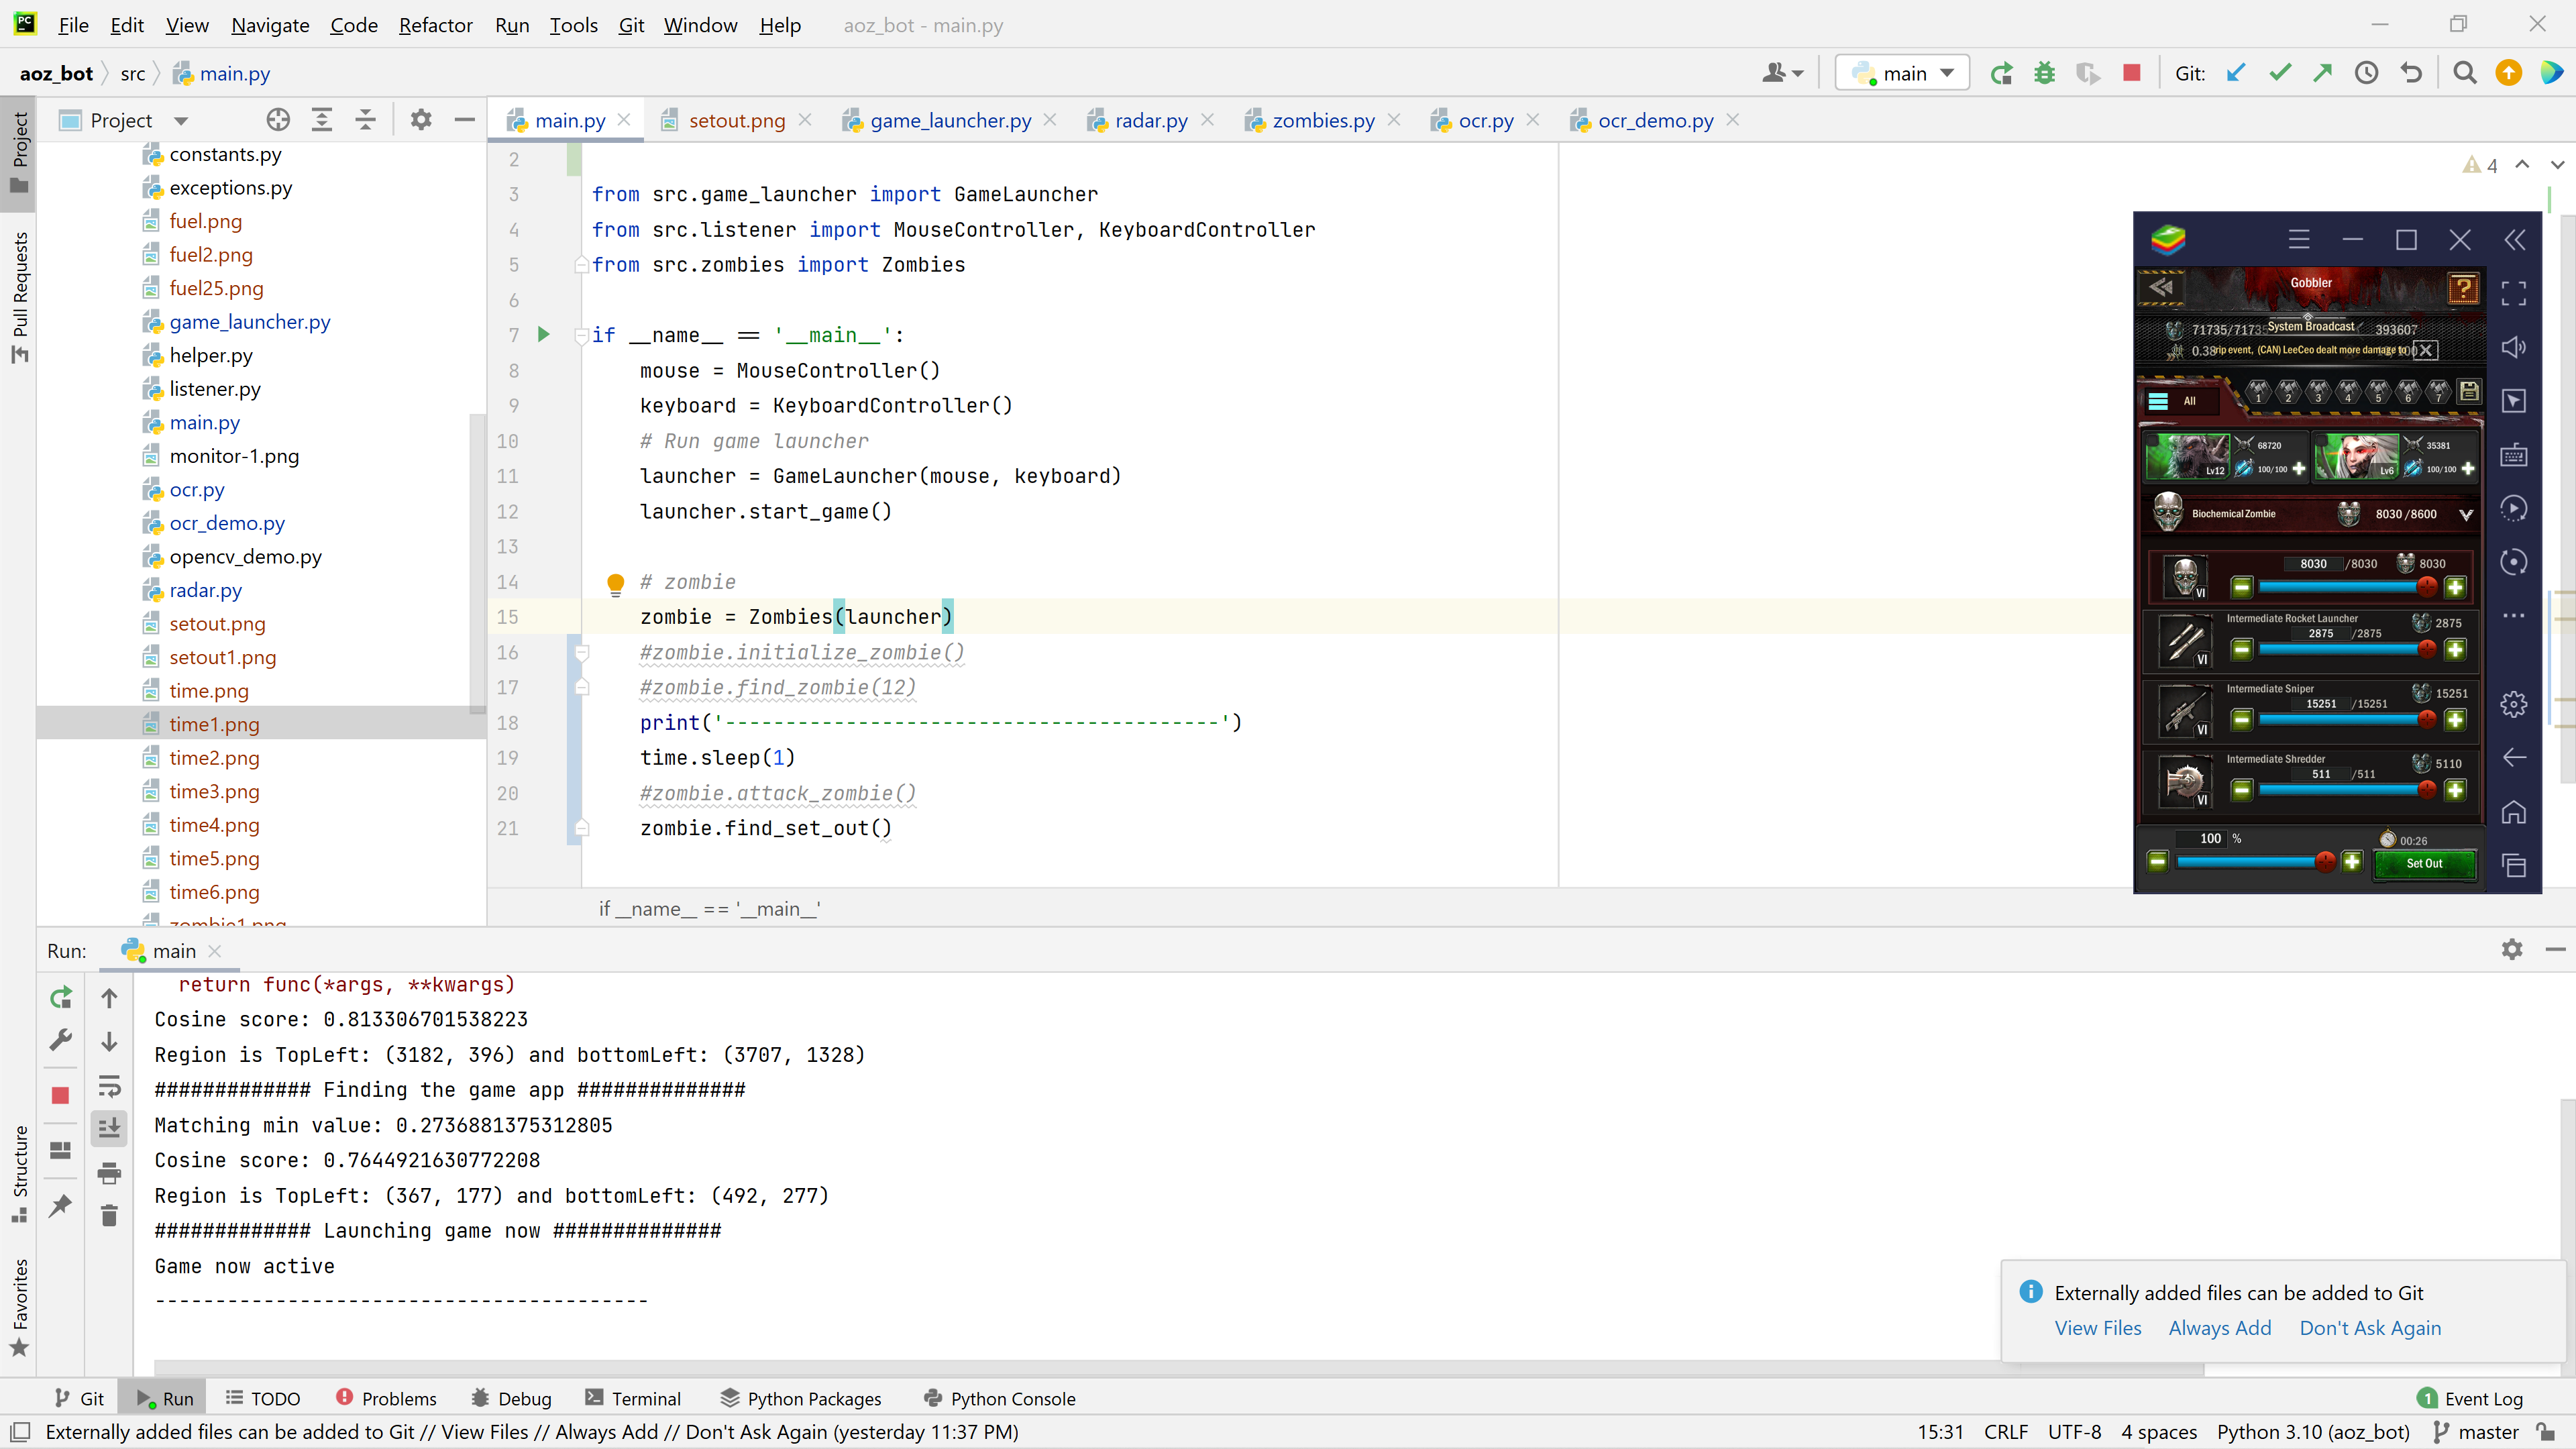 File Edit View Navigate Code Refactor Run Tools Git Window Help aoz_bot - main.py
aoz_bot src main.py
main Git:
Project
main.py setout.png game_launcher.py radar.py zombies.py ocr.py ocr_demo.py
Project
Pull Requests
Structure
Favorites
constants.py
exceptions.py
fuel.png
fuel2.png
fuel25.png
game_launcher.py
helper.py
listener.py
main.py
monitor-1.png
ocr.py
ocr_demo.py
opencv_demo.py
radar.py
setout.png
setout1.png
time.png
time1.png
time2.png
time3.png
time4.png
time5.png
time6.png
zombie1.png
4
2
3 from src.game_launcher import GameLauncher
4 from src.listener import MouseController, KeyboardController
5 from src.zombies import Zombies
6
7 if __name__ == '__main__':
8 mouse = MouseController()
9 keyboard = KeyboardController()
10 # Run game launcher
11 launcher = GameLauncher(mouse, keyboard)
12 launcher.start_game()
13
14 # zombie
15 zombie = Zombies(launcher)
16 #zombie.initialize_zombie()
17 #zombie.find_zombie(12)
18 print('-----------------------------------------')
19 time.sleep(1)
20 #zombie.attack_zombie()
21 zombie.find_set_out()
if __name__ == '__main__'
Gobbler
?
71735/71735 System Broadcast 393607
0.38 rip event, (CAN) LeeCeo dealt more damage to
All 1 2 3 4 5 6 7
68720
Lv12 100/100
35381
Lv6 100/100
Biochemical Zombie 8030/8600
8030 /8030 8030
VI
Intermediate Rocket Launcher 2875
2875 /2875
VI
Intermediate Sniper 15251
15251 /15251
VI
Intermediate Shredder 5110
511 /511
VI
100 % 00:26
Set Out
Run: main
return func(*args, **kwargs)
Cosine score: 0.813306701538223
Region is TopLeft: (3182, 396) and bottomLeft: (3707, 1328)
############# Finding the game app ##############
Matching min value: 0.2736881375312805
Cosine score: 0.7644921630772208
Region is TopLeft: (367, 177) and bottomLeft: (492, 277)
############# Launching game now ##############
Game now active
-----------------------------------------
Externally added files can be added to Git
View Files Always Add Don't Ask Again
Git Run TODO Problems Debug Terminal Python Packages Python Console 1 Event Log
Externally added files can be added to Git // View Files // Always Add // Don't Ask Again (yesterday 11:37 PM) 15:31 CRLF UTF-8 4 spaces Python 3.10 (aoz_bot) master